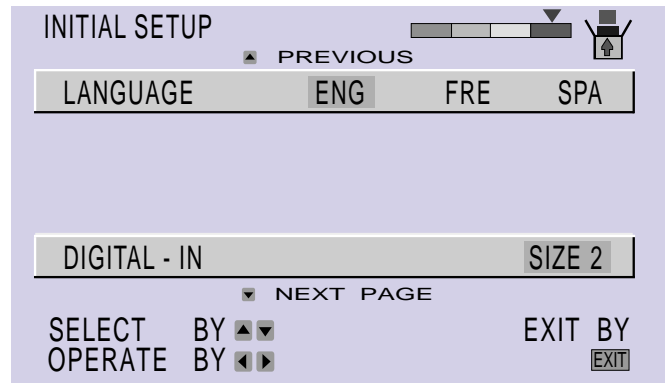 INITIAL SETUP
PREVIOUS
LANGUAGE ENG FRE SPA
DIGITAL - IN SIZE 2
NEXT PAGE
SELECT BY EXIT BY
OPERATE BY EXIT